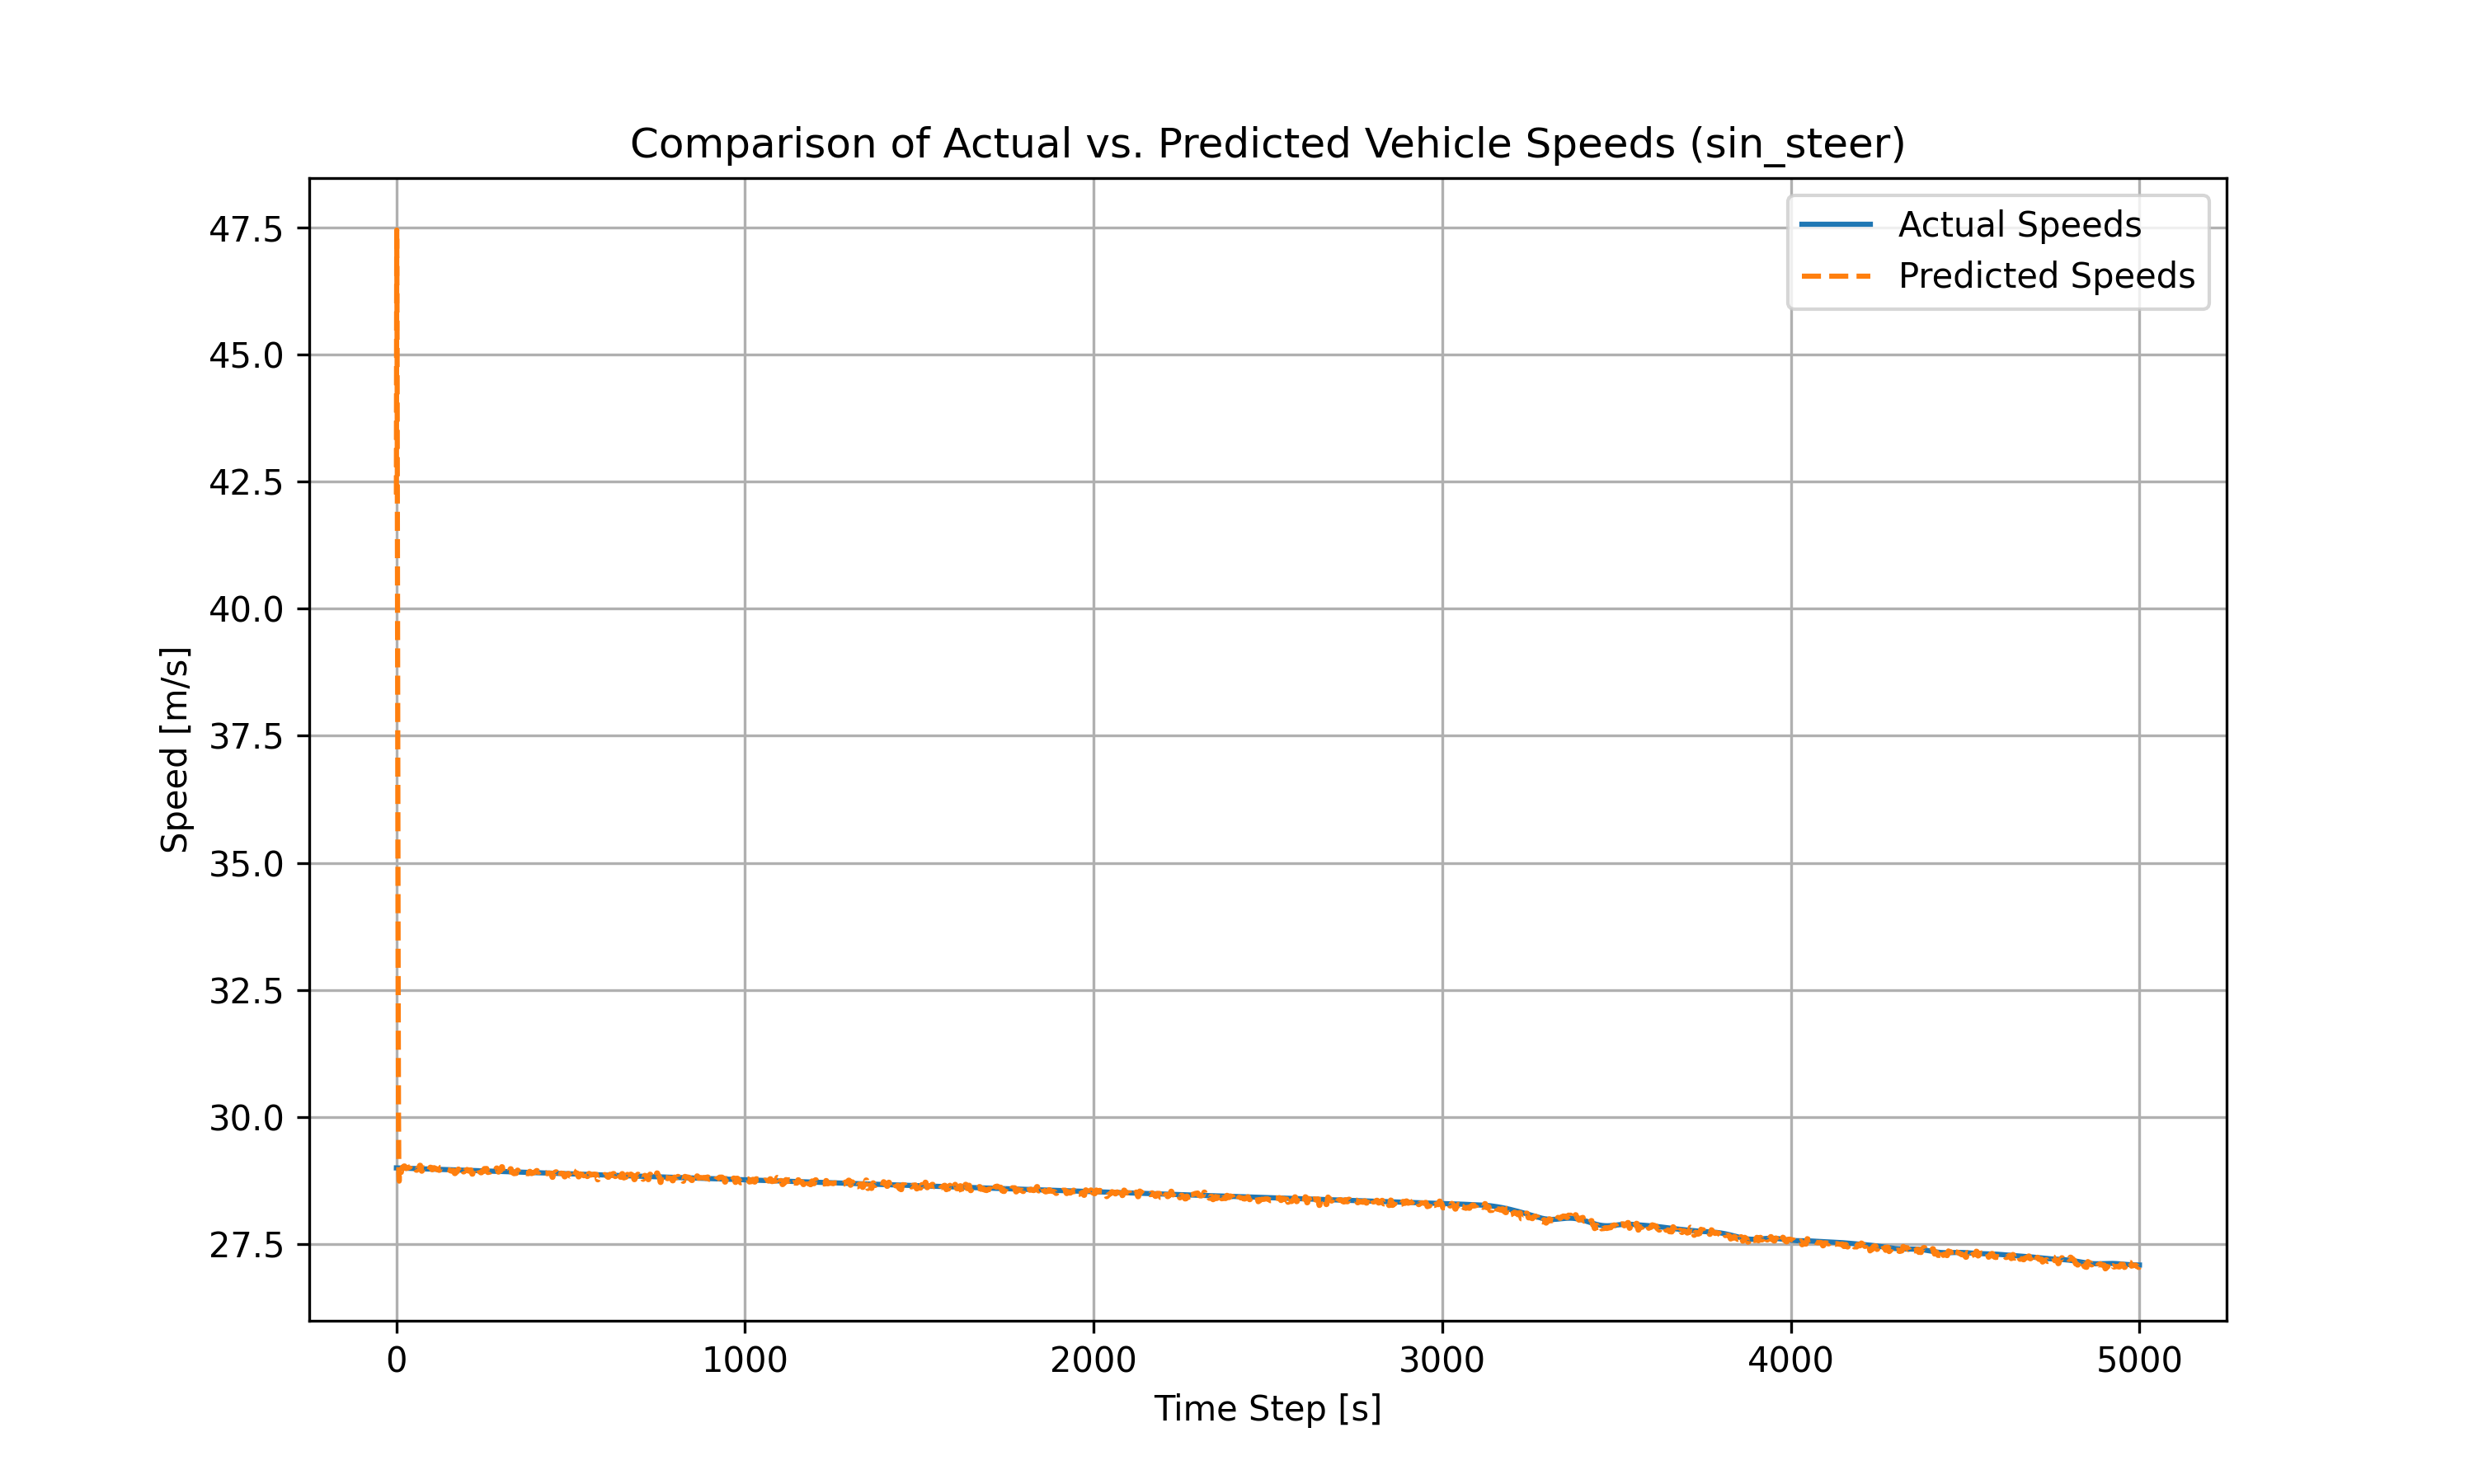 Comparison of Actual vs. Predicted Vehicle Speeds (sin_steer)
Actual Speeds
Predicted Speeds
47.5
45.0
42.5
40.0
37.5
35.0
32.5
30.0
27.5
Speed [m/s]
0 1000 2000 3000 4000 5000
Time Step [s]